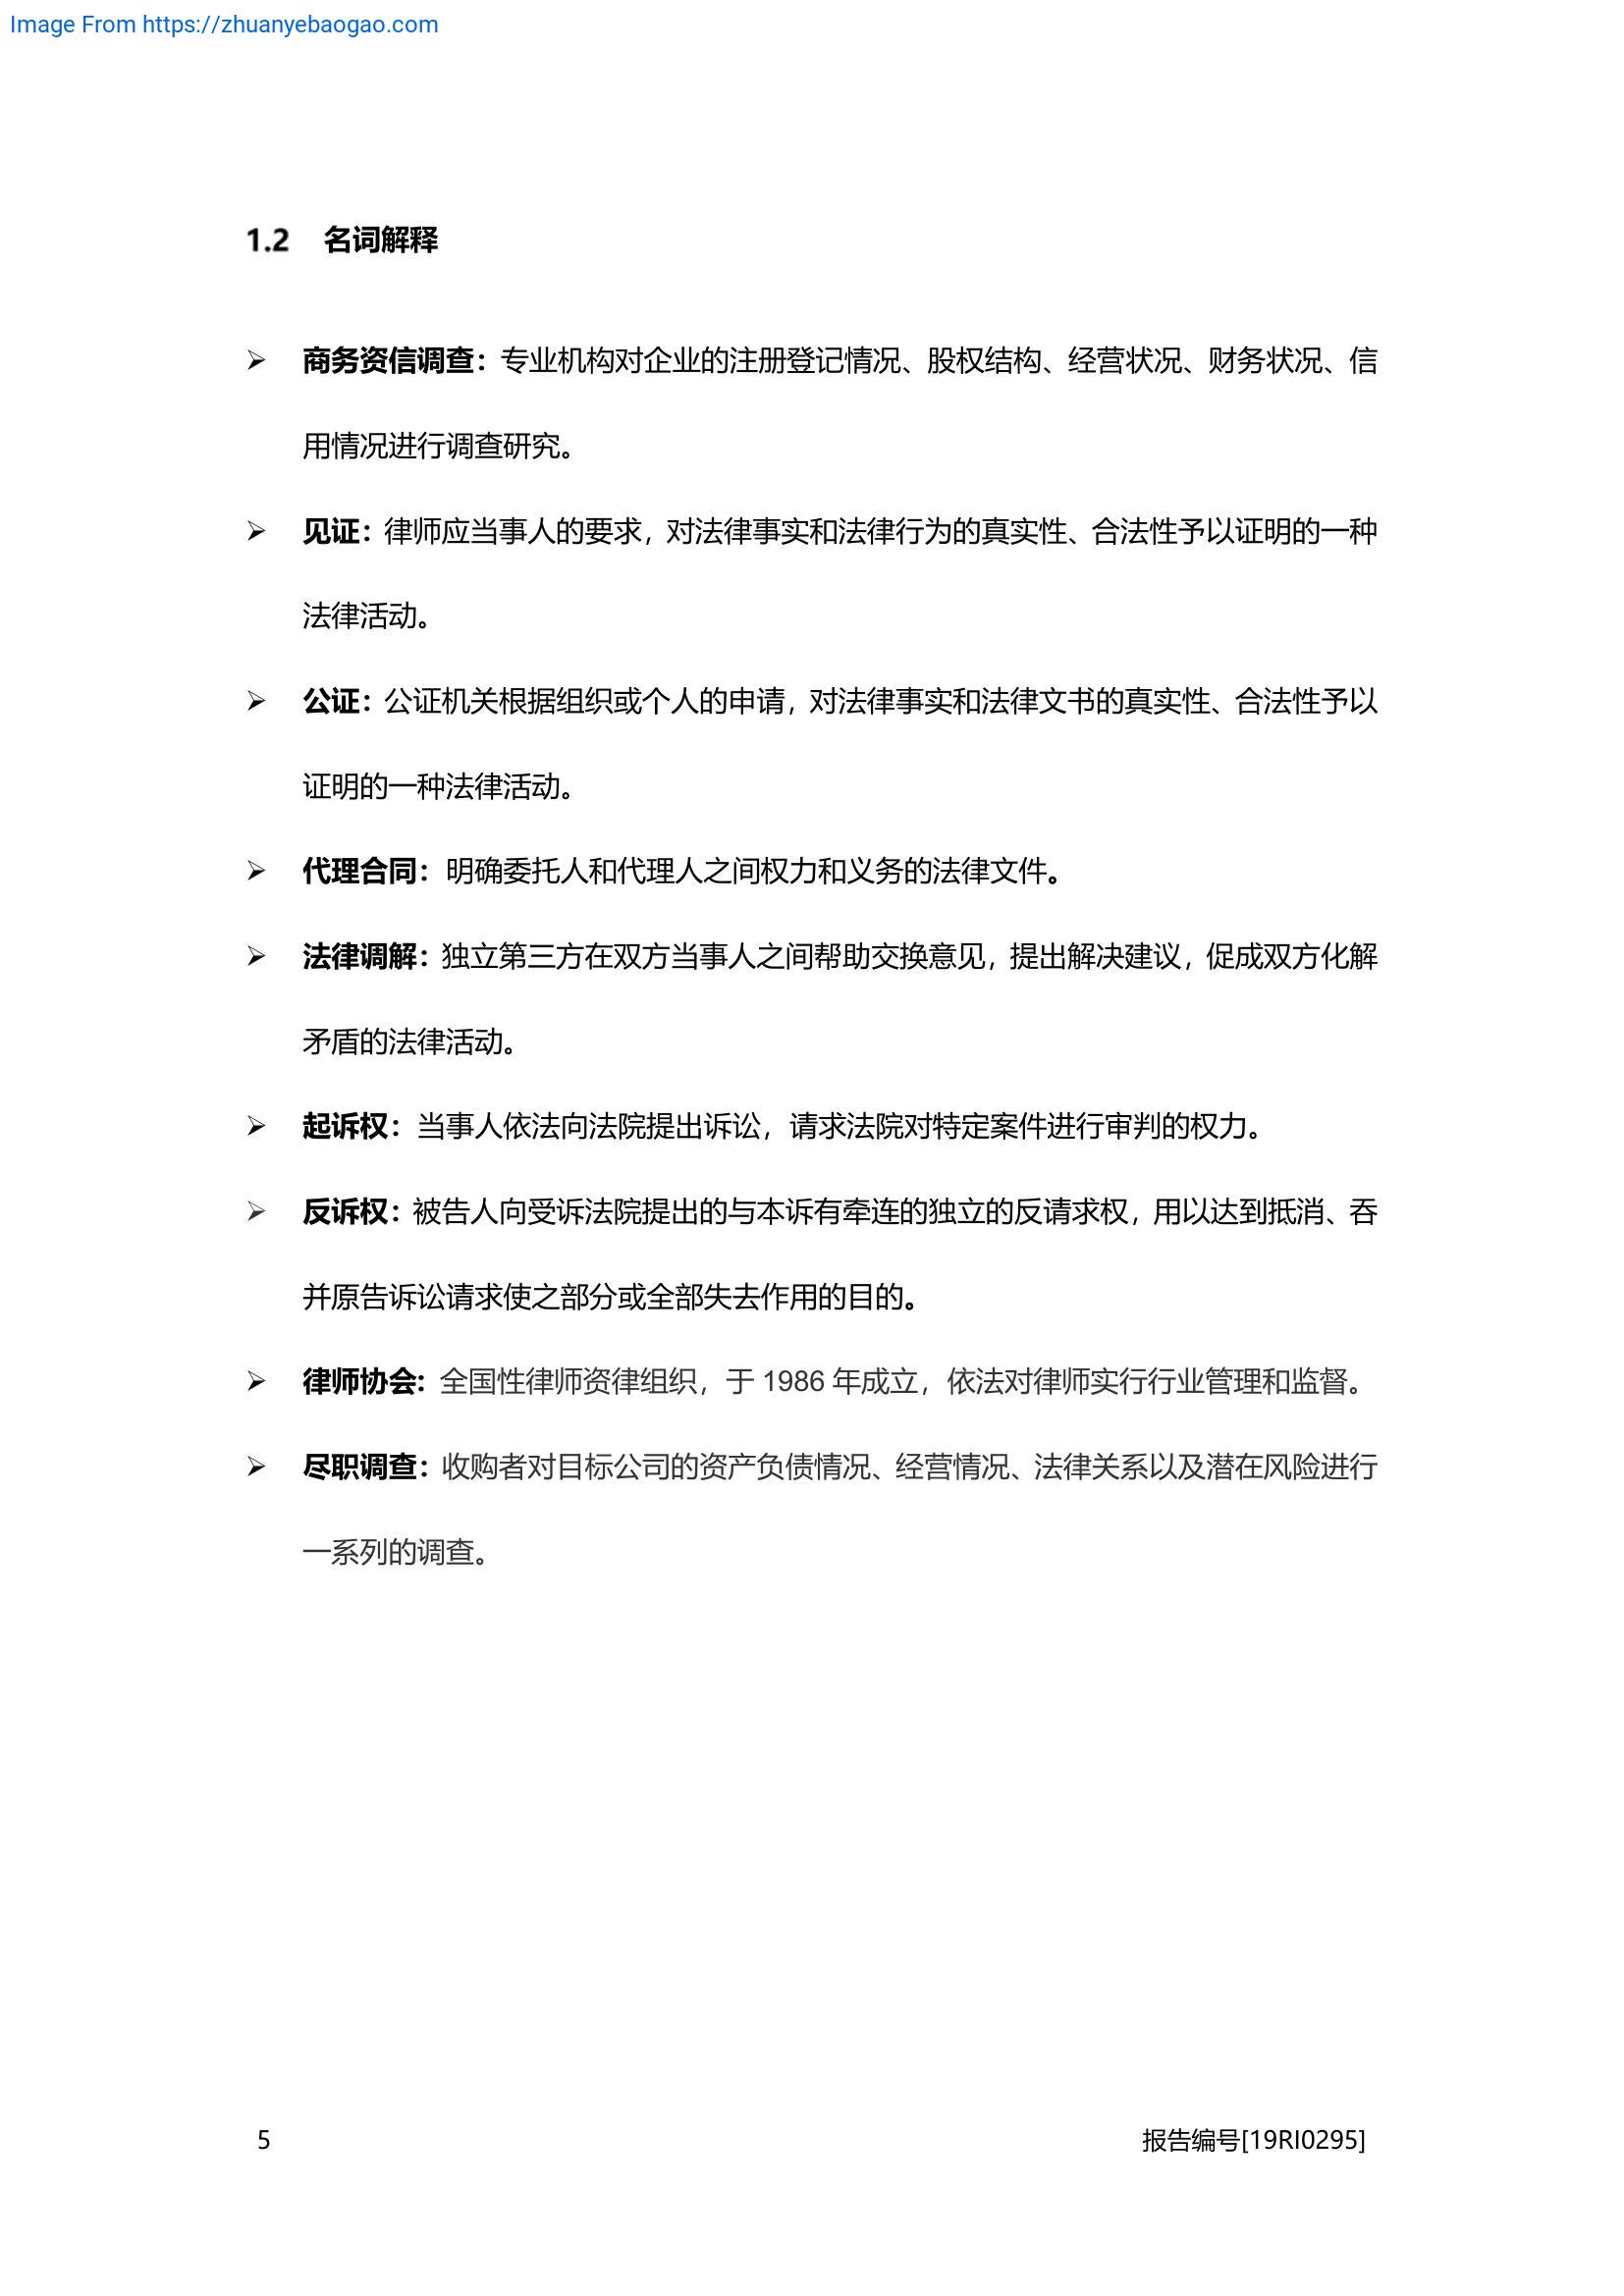 Image From https://zhuanyebaogao.com
1.2 名词解释
➢ 商务资信调查：专业机构对企业的注册登记情况、股权结构、经营状况、财务状况、信
用情况进行调查研究。
➢ 见证：律师应当事人的要求，对法律事实和法律行为的真实性、合法性予以证明的一种
法律活动。
➢ 公证：公证机关根据组织或个人的申请，对法律事实和法律文书的真实性、合法性予以
证明的一种法律活动。
➢ 代理合同：明确委托人和代理人之间权力和义务的法律文件。
➢ 法律调解：独立第三方在双方当事人之间帮助交换意见，提出解决建议，促成双方化解
矛盾的法律活动。
➢ 起诉权：当事人依法向法院提出诉讼，请求法院对特定案件进行审判的权力。
➢ 反诉权：被告人向受诉法院提出的与本诉有牵连的独立的反请求权，用以达到抵消、吞
并原告诉讼请求使之部分或全部失去作用的目的。
➢ 律师协会：全国性律师资律组织，于 1986 年成立，依法对律师实行行业管理和监督。
➢ 尽职调查：收购者对目标公司的资产负债情况、经营情况、法律关系以及潜在风险进行
一系列的调查。
5 报告编号[19RI0295]